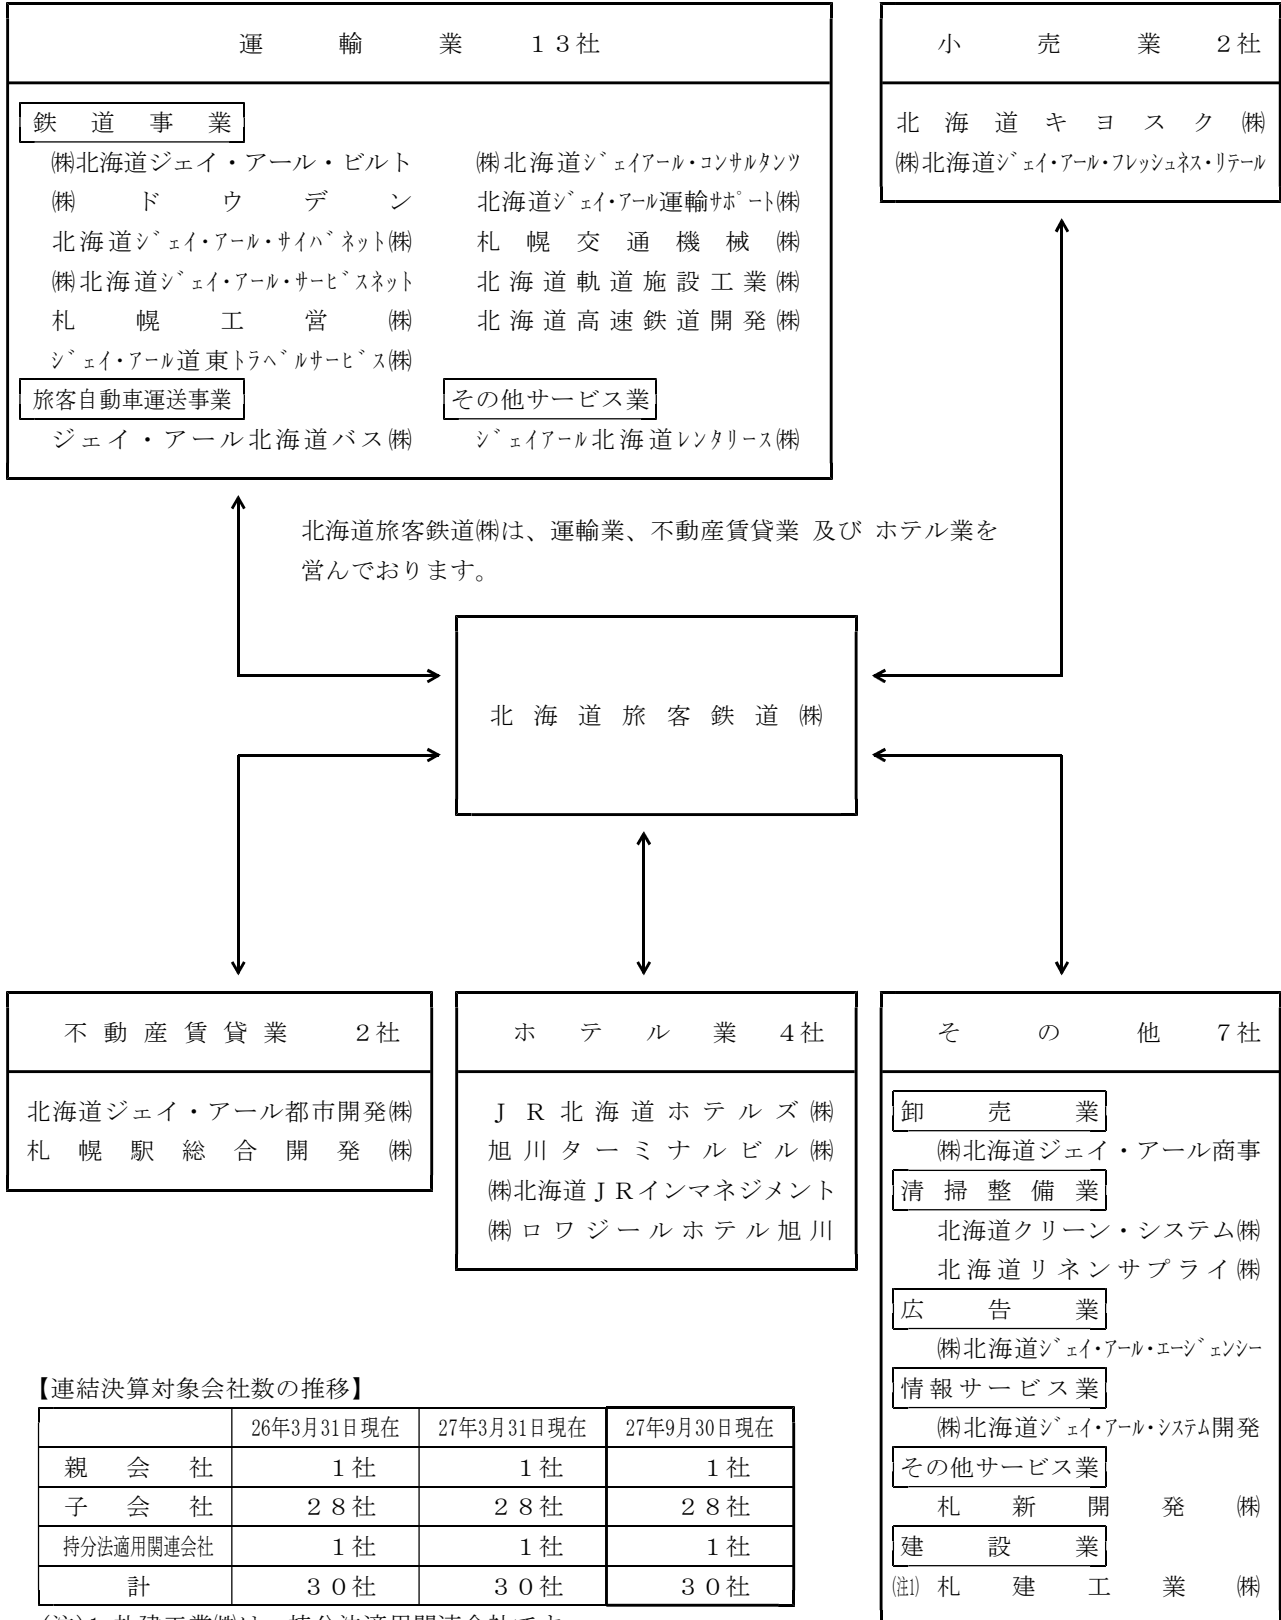 運輸業 13社
鉄道事業
㈱北海道ジェイ・アール・ビルト
㈱ドウデン
北海道ｼﾞｪｲ・ｱｰﾙ・ｻｲﾊﾞﾈｯﾄ㈱
㈱北海道ｼﾞｪｲ・ｱｰﾙ・ｻｰﾋﾞｽﾈｯﾄ
札幌工営㈱
ｼﾞｪｲ・ｱｰﾙ道東ﾄﾗﾍﾞﾙｻｰﾋﾞｽ㈱
㈱北海道ｼﾞｪｲｱｰﾙ・ｺﾝｻﾙﾀﾝﾂ
北海道ｼﾞｪｲ・ｱｰﾙ運輸ｻﾎﾟｰﾄ㈱
札幌交通機械㈱
北海道軌道施設工業㈱
北海道高速鉄道開発㈱
旅客自動車運送事業
ジェイ・アール北海道バス㈱
その他サービス業
ｼﾞｪｲｱｰﾙ北海道ﾚﾝﾀﾘｰｽ㈱
小売業 2社
北海道キヨスク㈱
㈱北海道ｼﾞｪｲ・ｱｰﾙ・ﾌﾚｯｼｭﾈｽ・ﾘﾃｰﾙ
北海道旅客鉄道㈱は、運輸業、不動産賃貸業 及び ホテル業を
営んでおります。
北海道旅客鉄道㈱
不動産賃貸業 2社
北海道ジェイ・アール都市開発㈱
札幌駅総合開発㈱
ホテル業 4社
ＪＲ北海道ホテルズ㈱
旭川ターミナルビル㈱
㈱北海道ＪＲインマネジメント
㈱ロワジールホテル旭川
その他 7社
卸売業
㈱北海道ジェイ・アール商事
清掃整備業
北海道クリーン・システム㈱
北海道リネンサプライ㈱
広告業
㈱北海道ｼﾞｪｲ・ｱｰﾙ・ｴｰｼﾞｪﾝｼｰ
情報サービス業
㈱北海道ｼﾞｪｲ・ｱｰﾙ・ｼｽﾃﾑ開発
その他サービス業
札新開発㈱
建設業
(注1) 札建工業㈱
【連結決算対象会社数の推移】
26年3月31日現在 27年3月31日現在 27年9月30日現在
親会社 1社 1社 1社
子会社 28社 28社 28社
持分法適用関連会社 1社 1社 1社
計 30社 30社 30社
(注)1 札建工業㈱は、持分法適用関連会社です。